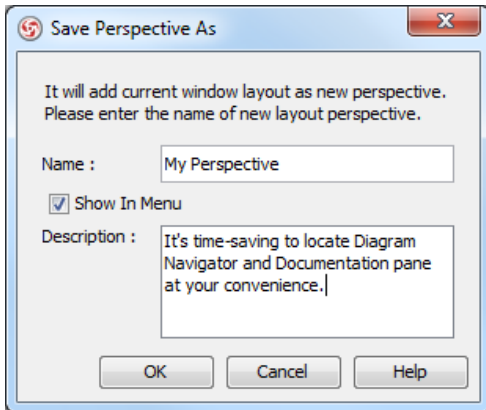 Save Perspective As
It will add current window layout as new perspective.
Please enter the name of new layout perspective.
Name :
My Perspective
Show In Menu
Description :
It's time-saving to locate Diagram
Navigator and Documentation pane
at your convenience.
OK Cancel Help